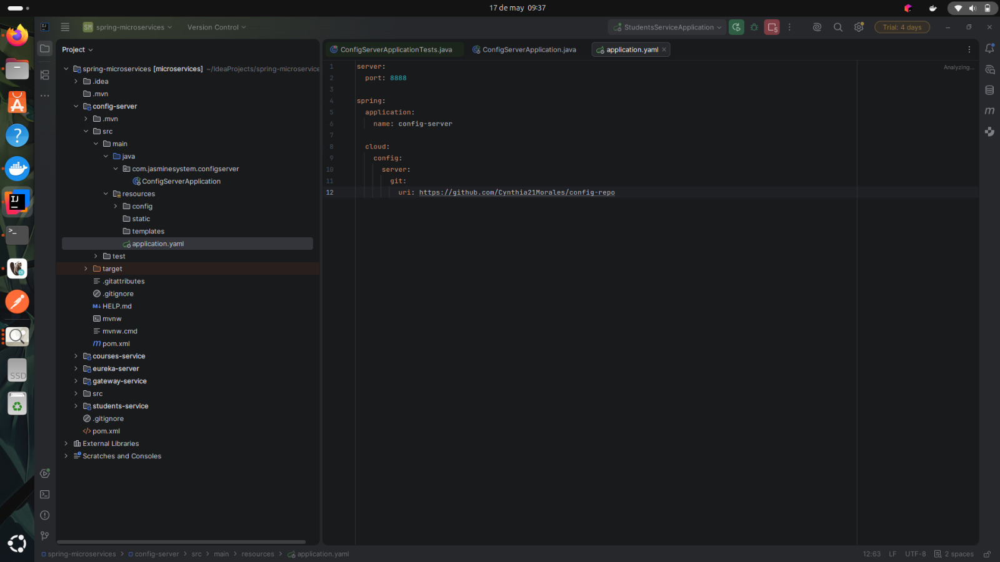 17 de may 09:37
SM spring-microservices
Version Control
StudentsServiceApplication
5
Trial: 4 days
Project
ConfigServerApplicationTests.java
ConfigServerApplication.java
application.yaml
spring-microservices [microservices] ~/IdeaProjects/spring-microservice
.idea
.mvn
config-server
.mvn
src
main
java
com.jasminesystem.configserver
ConfigServerApplication
resources
config
static
templates
application.yaml
test
target
.gitattributes
.gitignore
M↓ HELP.md
mvnw
mvnw.cmd
m pom.xml
courses-service
eureka-server
gateway-service
src
students-service
.gitignore
</> pom.xml
External Libraries
Scratches and Consoles
1 server:
2 port: 8888
3
4 spring:
5 application:
6 name: config-server
7
8 cloud:
9 config:
10 server:
11 git:
12 uri: https://github.com/Cynthia21Morales/config-repo
Analyzing...
m
IJ
CE
SSD
spring-microservices > config-server > src > main > resources > application.yaml
12:63 LF UTF-8 2 spaces